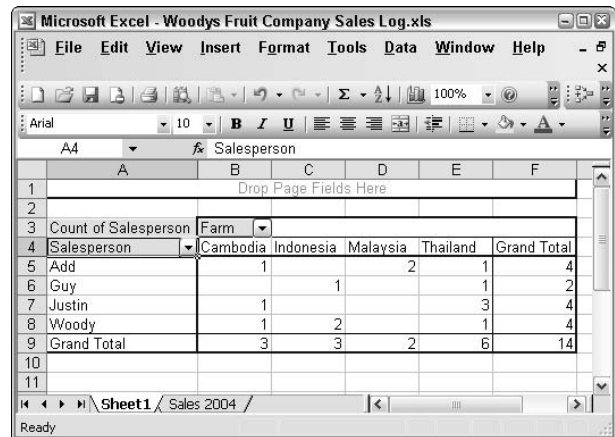 Microsoft Excel - Woodys Fruit Company Sales Log.xls
File Edit View Insert Format Tools Data Window Help
100%
Arial 10 B I U
A4 fx Salesperson
A B C D E F
1 Drop Page Fields Here
2
3 Count of Salesperson Farm
4 Salesperson Cambodia Indonesia Malaysia Thailand Grand Total
5 Add 1 2 1 4
6 Guy 1 1 2
7 Justin 1 3 4
8 Woody 1 2 1 4
9 Grand Total 3 3 2 6 14
10
11
Sheet1 / Sales 2004 /
Ready